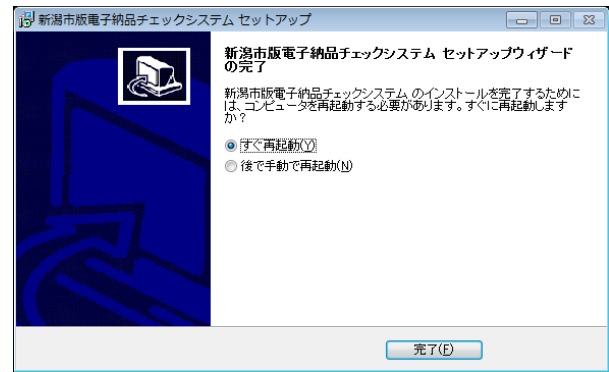 新潟市版電子納品チェックシステム セットアップ
新潟市版電子納品チェックシステム セットアップウィザード
の完了
新潟市版電子納品チェックシステム のインストールを完了するために
は、コンピュータを再起動する必要があります。すぐに再起動します
か?
すぐ再起動(Y)
後で手動で再起動(N)
完了(F)